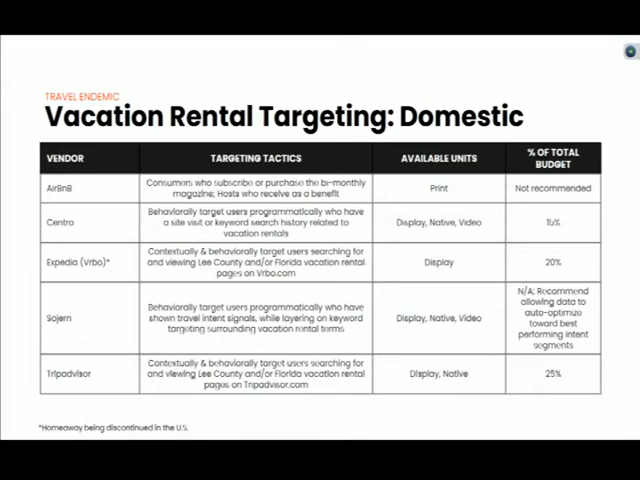 TRAVEL ENDEMIC
Vacation Rental Targeting: Domestic
VENDOR
TARGETING TACTICS
AVAILABLE UNITS
% OF TOTAL
BUDGET
AirBnB
Consumers who subscribe or purchase the bi-monthly
magazine; Hosts who receive as a benefit
Print
Not recommended
Centro
Behaviorally target users programmatically who have
a site visit or keyword search history related to
vacation rentals
Display, Native, Video
15%
Expedia (Vrbo)*
Contextually & behaviorally target users searching for
and viewing Lee County and/or Florida vacation rental
pages on Vrbo.com
Display
20%
Sojern
Behaviorally target users programmatically who have
shown travel intent signals, while layering on keyword
targeting surrounding vacation rental terms
Display, Native, Video
N/A; Recommend
allowing data to
auto-optimize
toward best
performing intent
segments
Tripadvisor
Contextually & behaviorally target users searching for
and viewing Lee County and/or Florida vacation rental
pages on Tripadvisor.com
Display, Native
25%
*Homeaway being discontinued in the U.S.